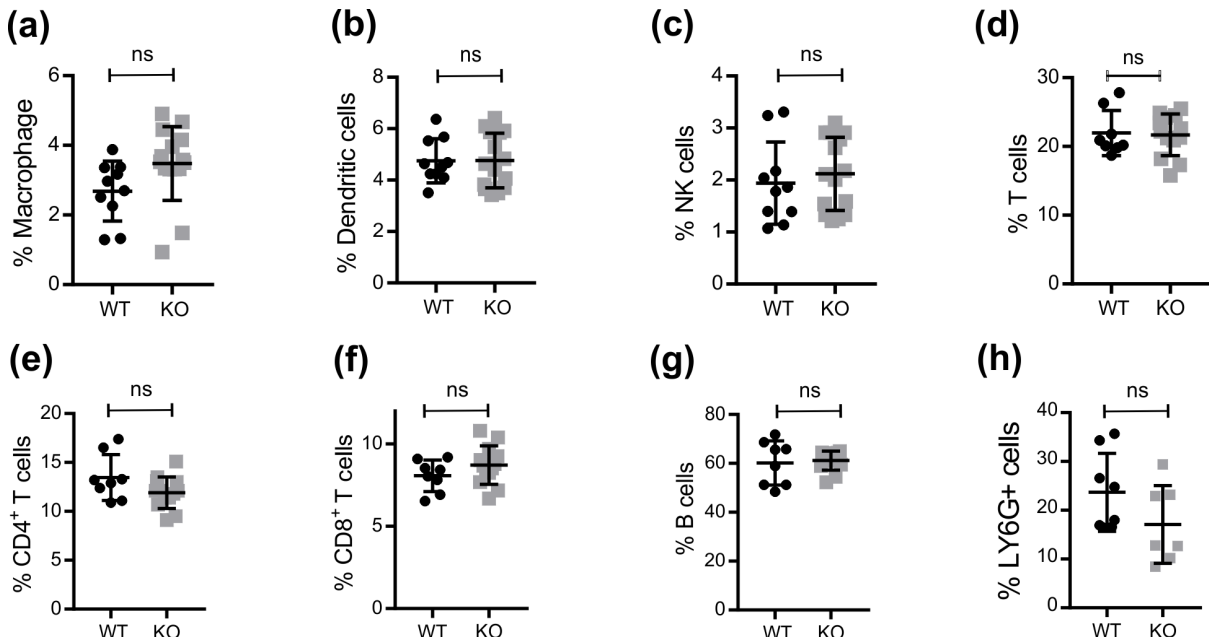 (a)
ns
% Macrophage
6
4
2
0
WT
KO
(b)
ns
% Dendritic cells
8
6
4
2
0
WT
KO
(c)
ns
% NK cells
4
3
2
1
0
WT
KO
(d)
ns
% T cells
30
20
10
0
WT
KO
(e)
ns
% CD4⁺ T cells
20
15
10
5
0
WT
KO
(f)
ns
% CD8⁺ T cells
10
5
0
WT
KO
(g)
ns
% B cells
80
60
40
20
0
WT
KO
(h)
ns
% LY6G+ cells
40
30
20
10
0
WT
KO